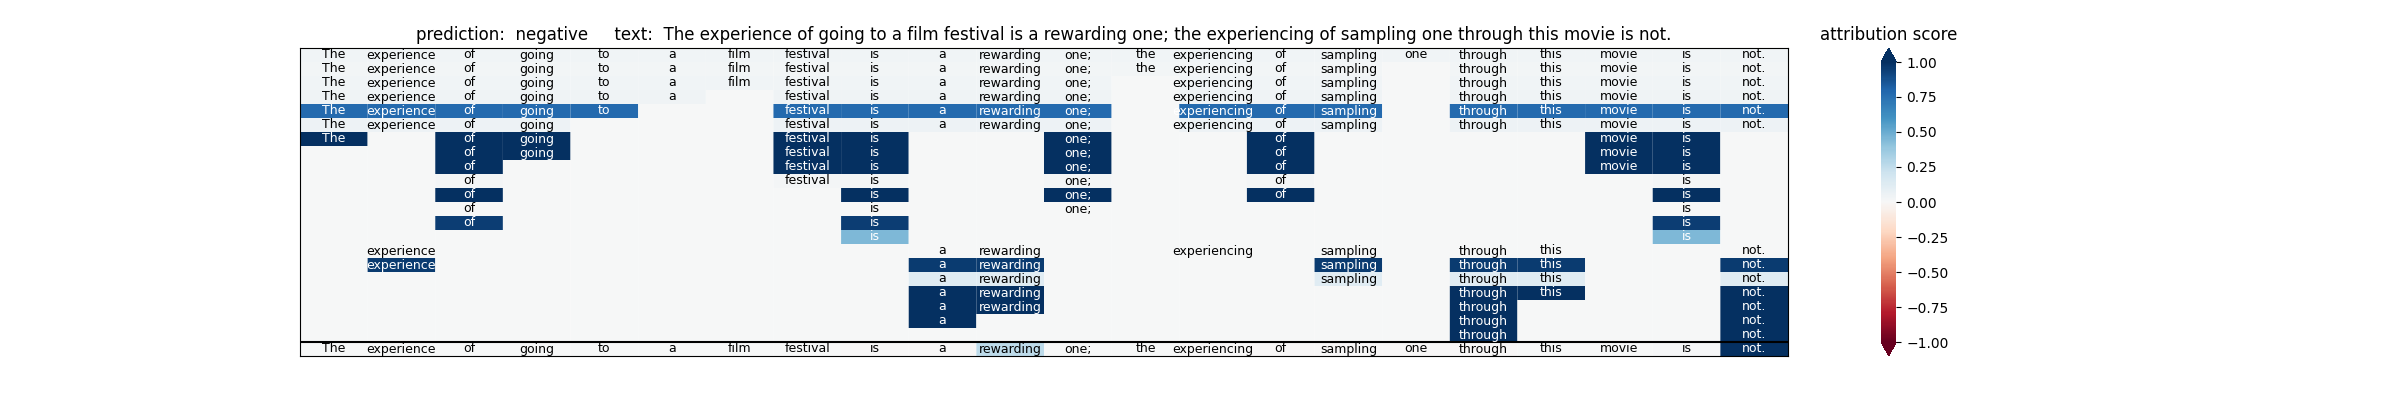 prediction: negative text: The experience of going to a film festival is a rewarding one; the experiencing of sampling one through this movie is not. attribution score
The experience of going to a film festival is a rewarding one; the experiencing of sampling one through this movie is not.
The experience of going to a film festival is a rewarding one; the experiencing of sampling through this movie is not.
The experience of going to a film festival is a rewarding one; experiencing of sampling through this movie is not.
The experience of going to a festival is a rewarding one; experiencing of sampling through this movie is not.
The experience of going to festival is a rewarding one; experiencing of sampling through this movie is not.
The experience of going festival is a rewarding one; experiencing of sampling through this movie is not.
The of going festival is one; of movie is
of going festival is one; of movie is
of festival is one; of movie is
of festival is one; of is
of is one; of is
of is one; is
of is is
is is
experience a rewarding experiencing sampling through this not.
experience a rewarding sampling through this not.
a rewarding sampling through this not.
a rewarding through this not.
a rewarding through not.
a through not.
through not.
The experience of going to a film festival is a rewarding one; the experiencing of sampling one through this movie is not.
1.00
0.75
0.50
0.25
0.00
−0.25
−0.50
−0.75
−1.00